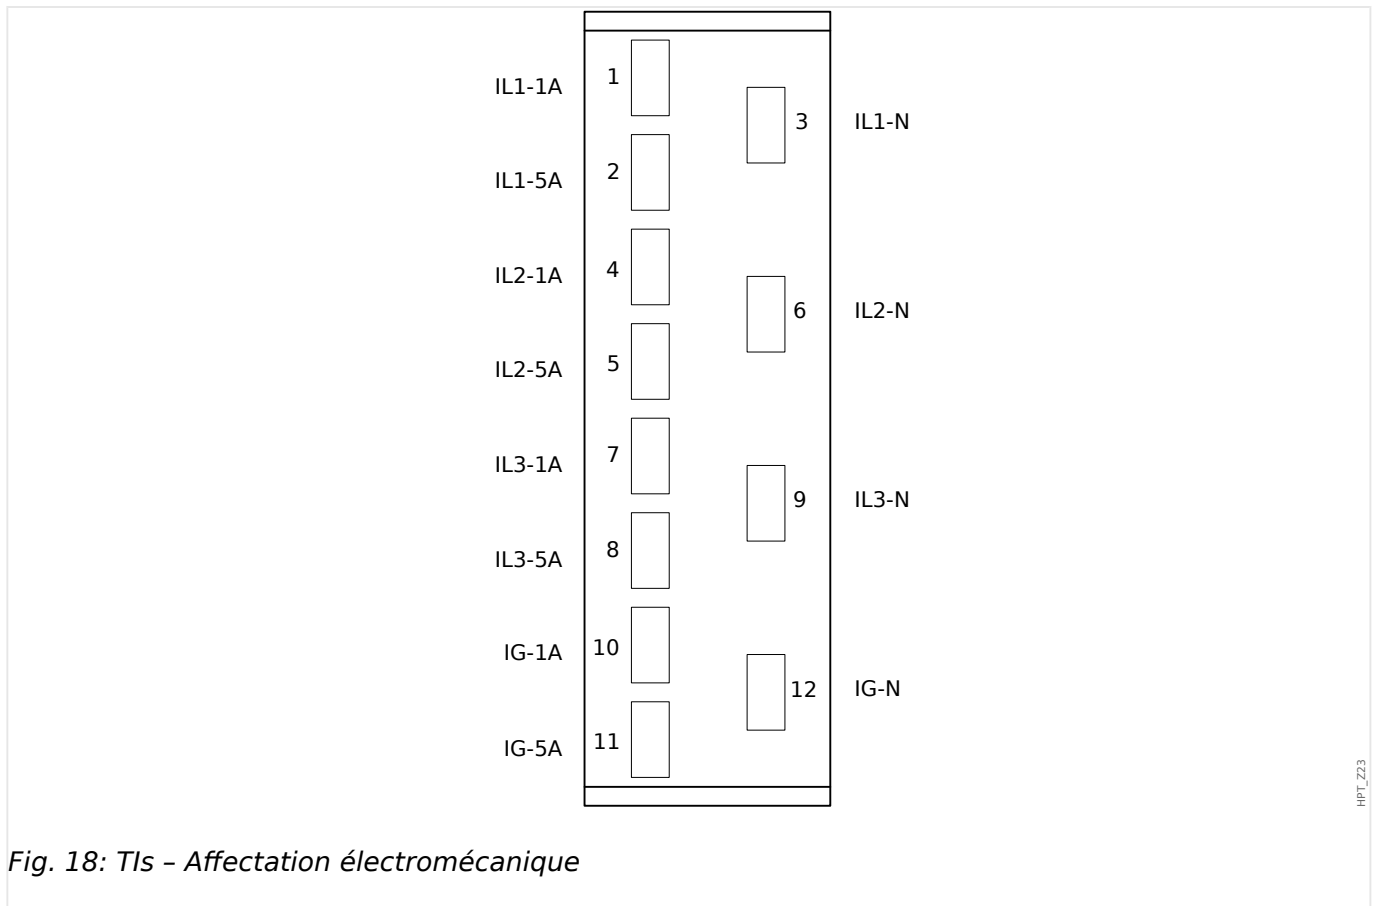 IL1-1A 1
3 IL1-N
IL1-5A 2
IL2-1A 4
6 IL2-N
IL2-5A 5
IL3-1A 7
9 IL3-N
IL3-5A 8
IG-1A 10
12 IG-N
IG-5A 11
HPT_Z23
Fig. 18: TIs – Affectation électromécanique